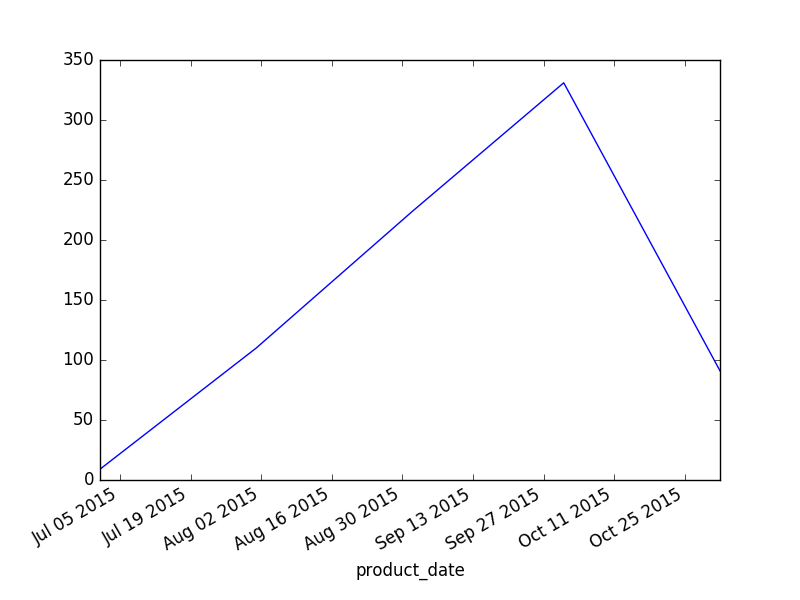 350
300
250
200
150
100
50
0
Jul 05 2015
Jul 19 2015
Aug 02 2015
Aug 16 2015
Aug 30 2015
Sep 13 2015
Sep 27 2015
Oct 11 2015
Oct 25 2015
product_date